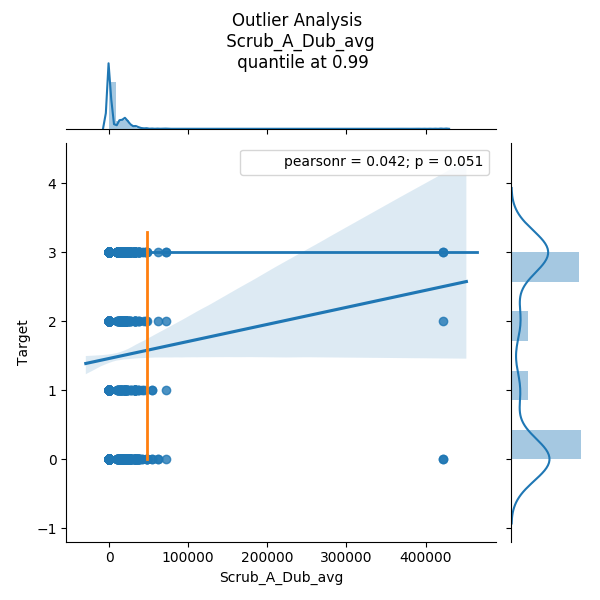 Outlier Analysis
Scrub_A_Dub_avg
quantile at 0.99
pearsonr = 0.042; p = 0.051
4
3
2
1
0
−1
Target
0 100000 200000 300000 400000
Scrub_A_Dub_avg